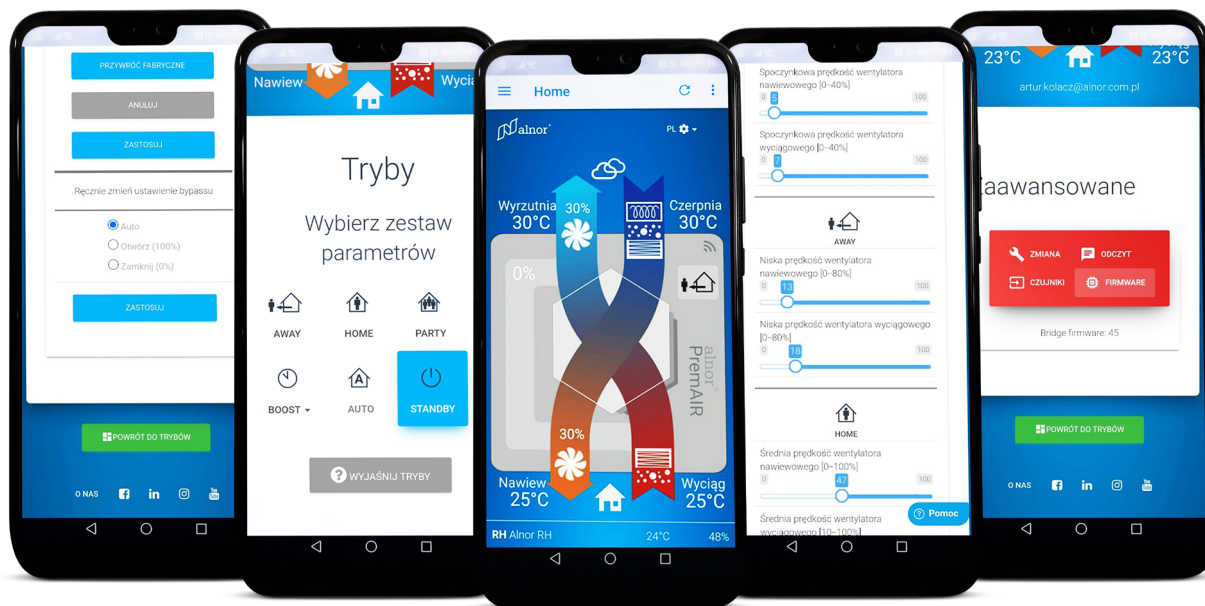 PRZYWRÓĆ FABRYCZNE
ANULUJ
ZASTOSUJ
Ręcznie zmień ustawienie bypassu
Auto
Otwórz (100%)
Zamknij (0%)
ZASTOSUJ
POWRÓT DO TRYBÓW
O NAS
Nawiew
Tryby
Wybierz zestaw
parametrów
AWAY HOME PARTY
BOOST AUTO STANDBY
? WYJAŚNIJ TRYBY
Home
alnor
PL
Wyrzutnia 30% Czerpnia
30°C 30°C
0%
alnor
PremAIR
30%
Nawiew Wyciąg
25°C 25°C
RH Alnor RH 24°C 48%
Spoczynkowa prędkość wentylatora
nawiewowego [0–40%]
0 5 100
Spoczynkowa prędkość wentylatora
wyciągowego [0–40%]
0 7 100
AWAY
Niska prędkość wentylatora
nawiewowego [0–80%]
0 13 100
Niska prędkość wentylatora wyciągowego
[0–80%]
0 18 100
HOME
Średnia prędkość wentylatora
nawiewowego [0–100%]
0 47 100
Pomoc
Średnia prędkość wentylatora
wyciągowego [10–100%]
23°C 23°C
artur.kolacz@alnor.com.pl
aawansowane
ZMIANA ODCZYT
CZUJNIKI FIRMWARE
Bridge firmware: 45
POWRÓT DO TRYBÓW
O NAS